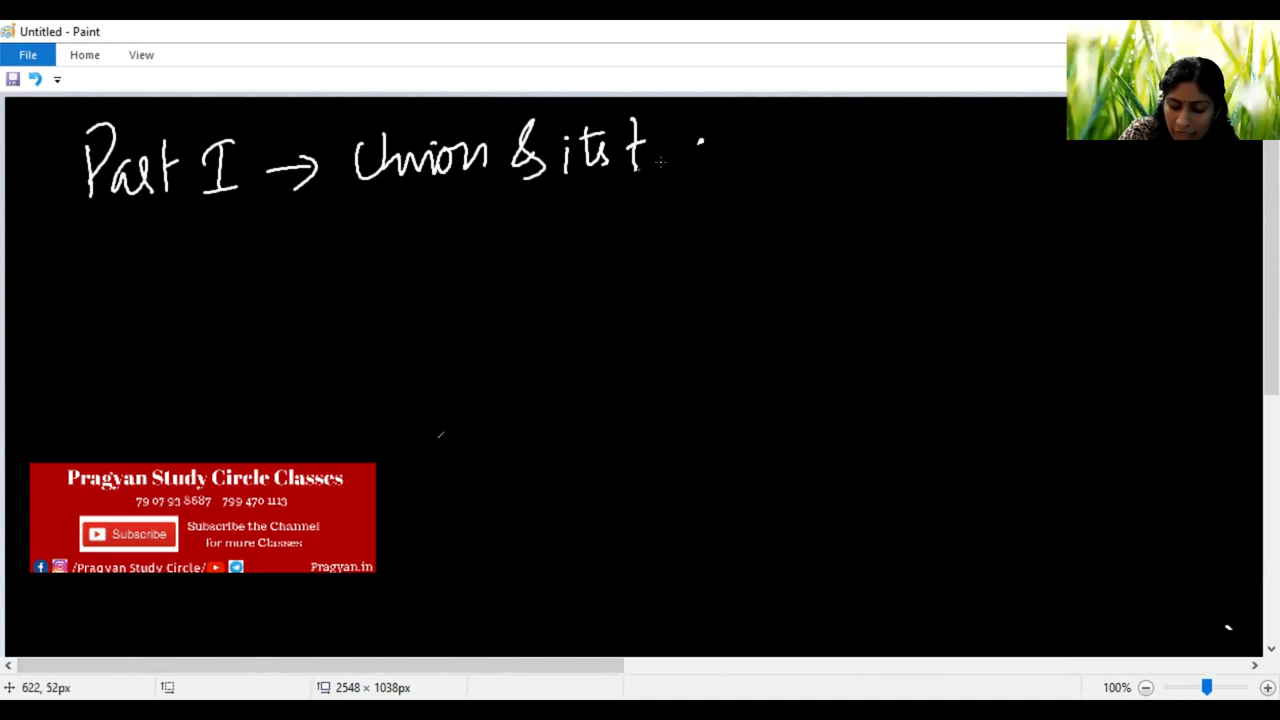 Untitled - Paint
File Home View
Part I → Union & its t
Pragyan Study Circle Classes
79 07 93 8687 799 470 1113
Subscribe
Subscribe the Channel
for more Classes
/Pragyan Study Circle/
Pragyan.in
622, 52px
2548 × 1038px
100%